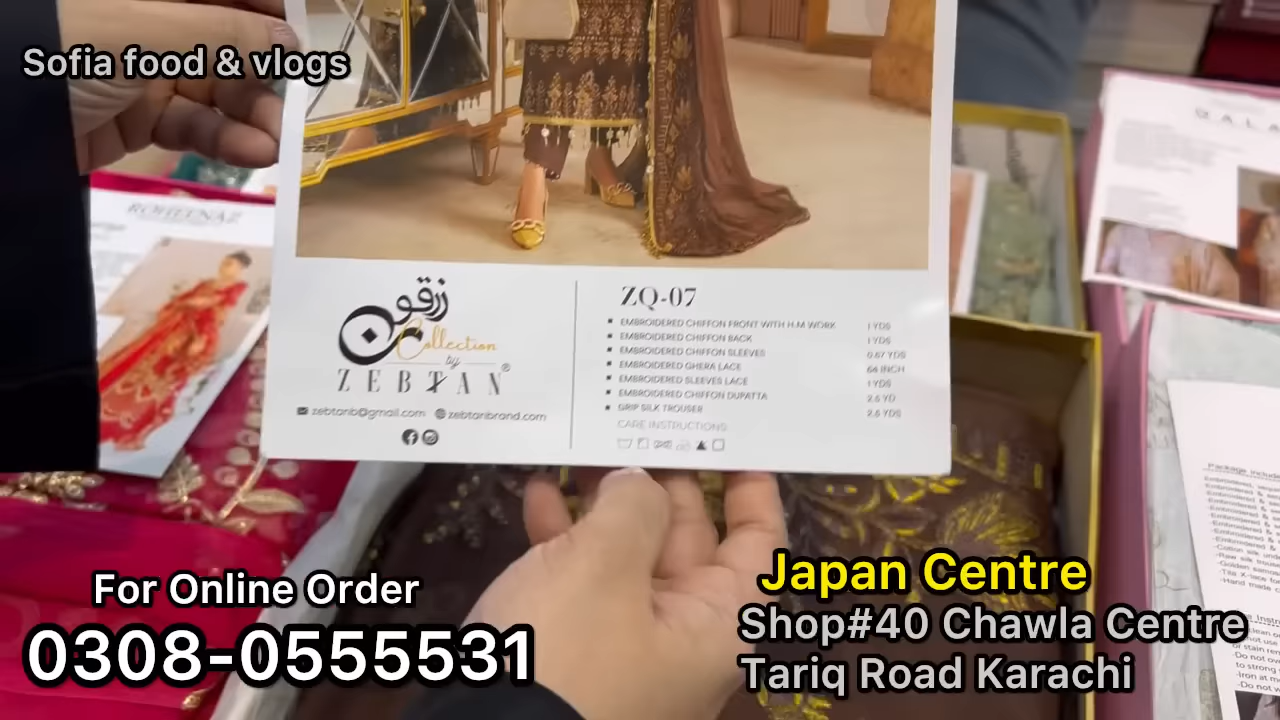 Sofia food & vlogs
ROHEENAZ
زرقون
Collection
by
ZEBTAN®
zebtanb@gmail.com zebtanbrand.com
ZQ-07
EMBROIDERED CHIFFON FRONT WITH H.M WORK 1 YDS
EMBROIDERED CHIFFON BACK 1 YDS
EMBROIDERED CHIFFON SLEEVES 0.67 YDS
EMBROIDERED GHERA LACE 64 INCH
EMBROIDERED SLEEVES LACE 1 YDS
EMBROIDERED CHIFFON DUPATTA 2.5 YD
GRIP SILK TROUSER 2.5 YDS
CARE INSTRUCTIONS
For Online Order
0308-0555531
Japan Centre
Shop#40 Chawla Centre
Tariq Road Karachi